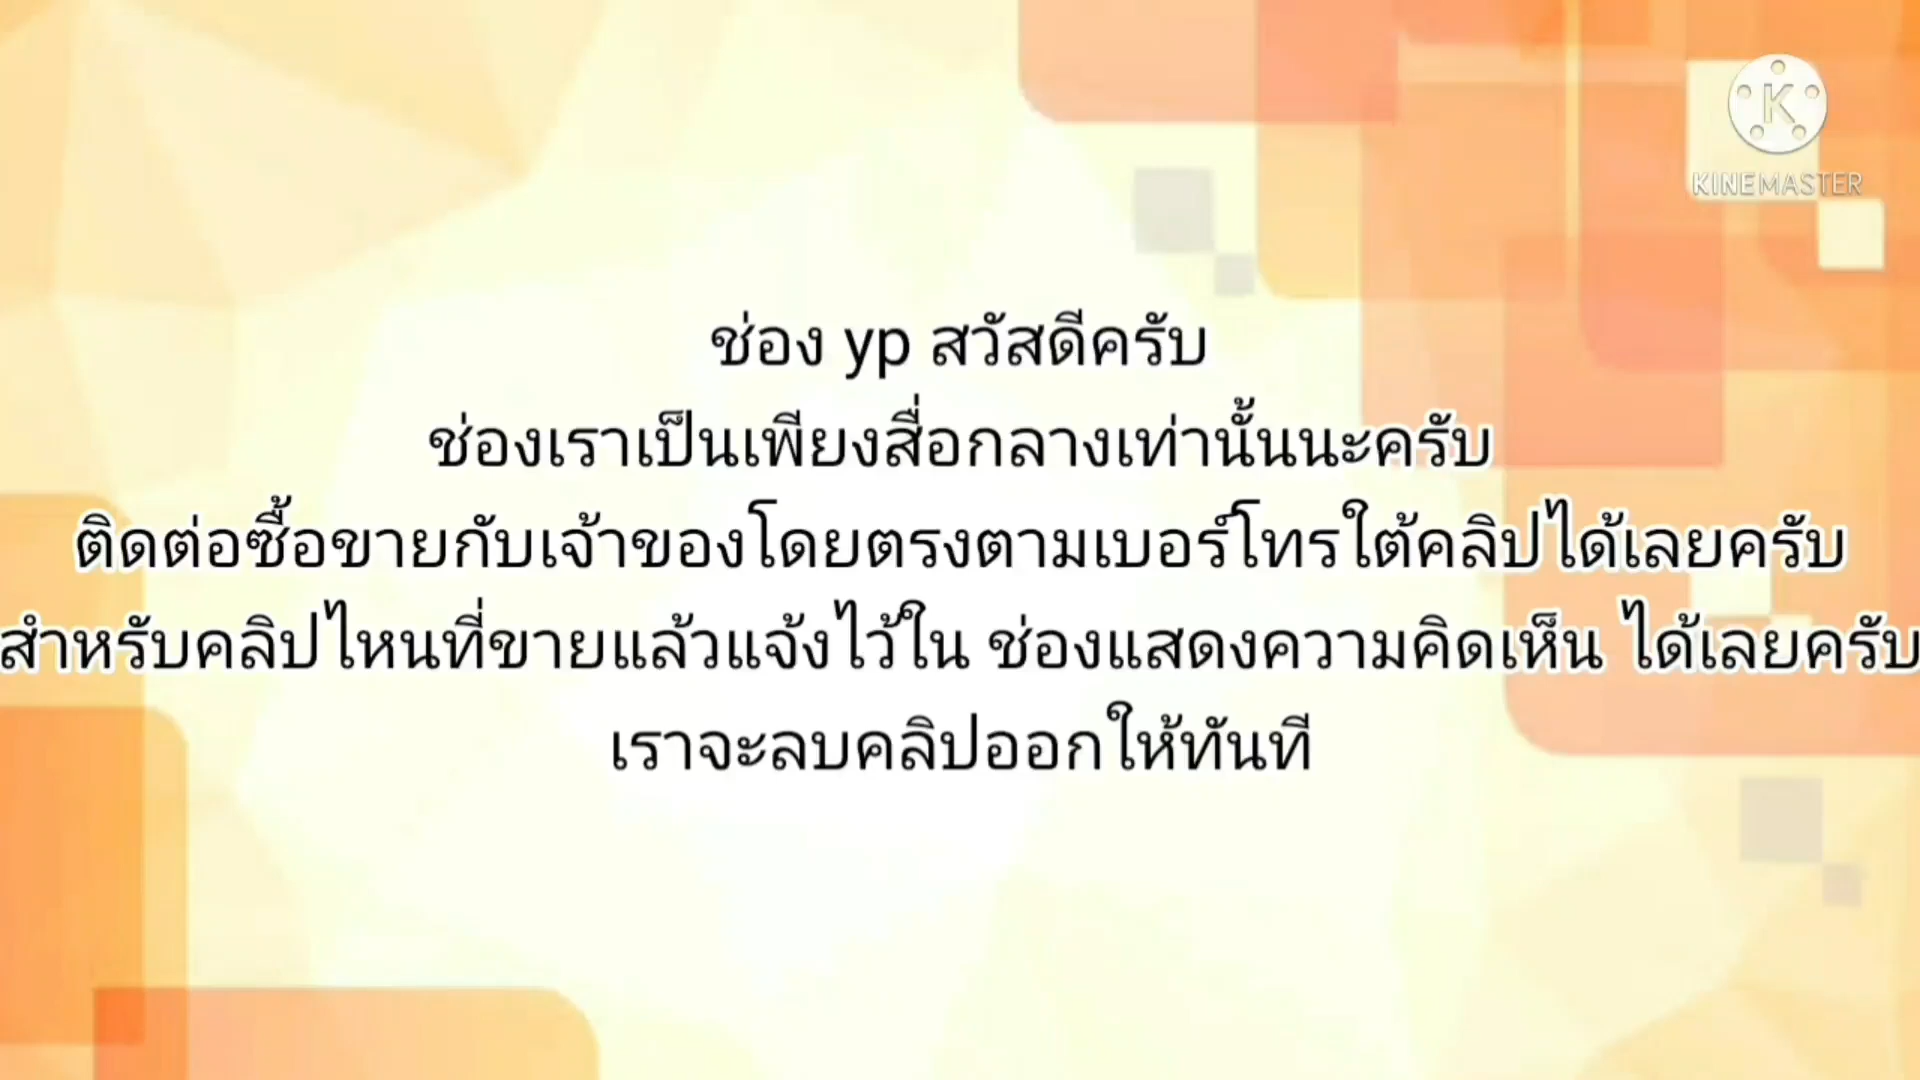 KINEMASTER
ช่อง yp สวัสดีครับ
ช่องเราเป็นเพียงสื่อกลางเท่านั้นนะครับ
ติดต่อซื้อขายกับเจ้าของโดยตรงตามเบอร์โทรใต้คลิปได้เลยครับ
สำหรับคลิปไหนที่ขายแล้วแจ้งไว้ใน ช่องแสดงความคิดเห็น ได้เลยครับ
เราจะลบคลิปออกให้ทันที